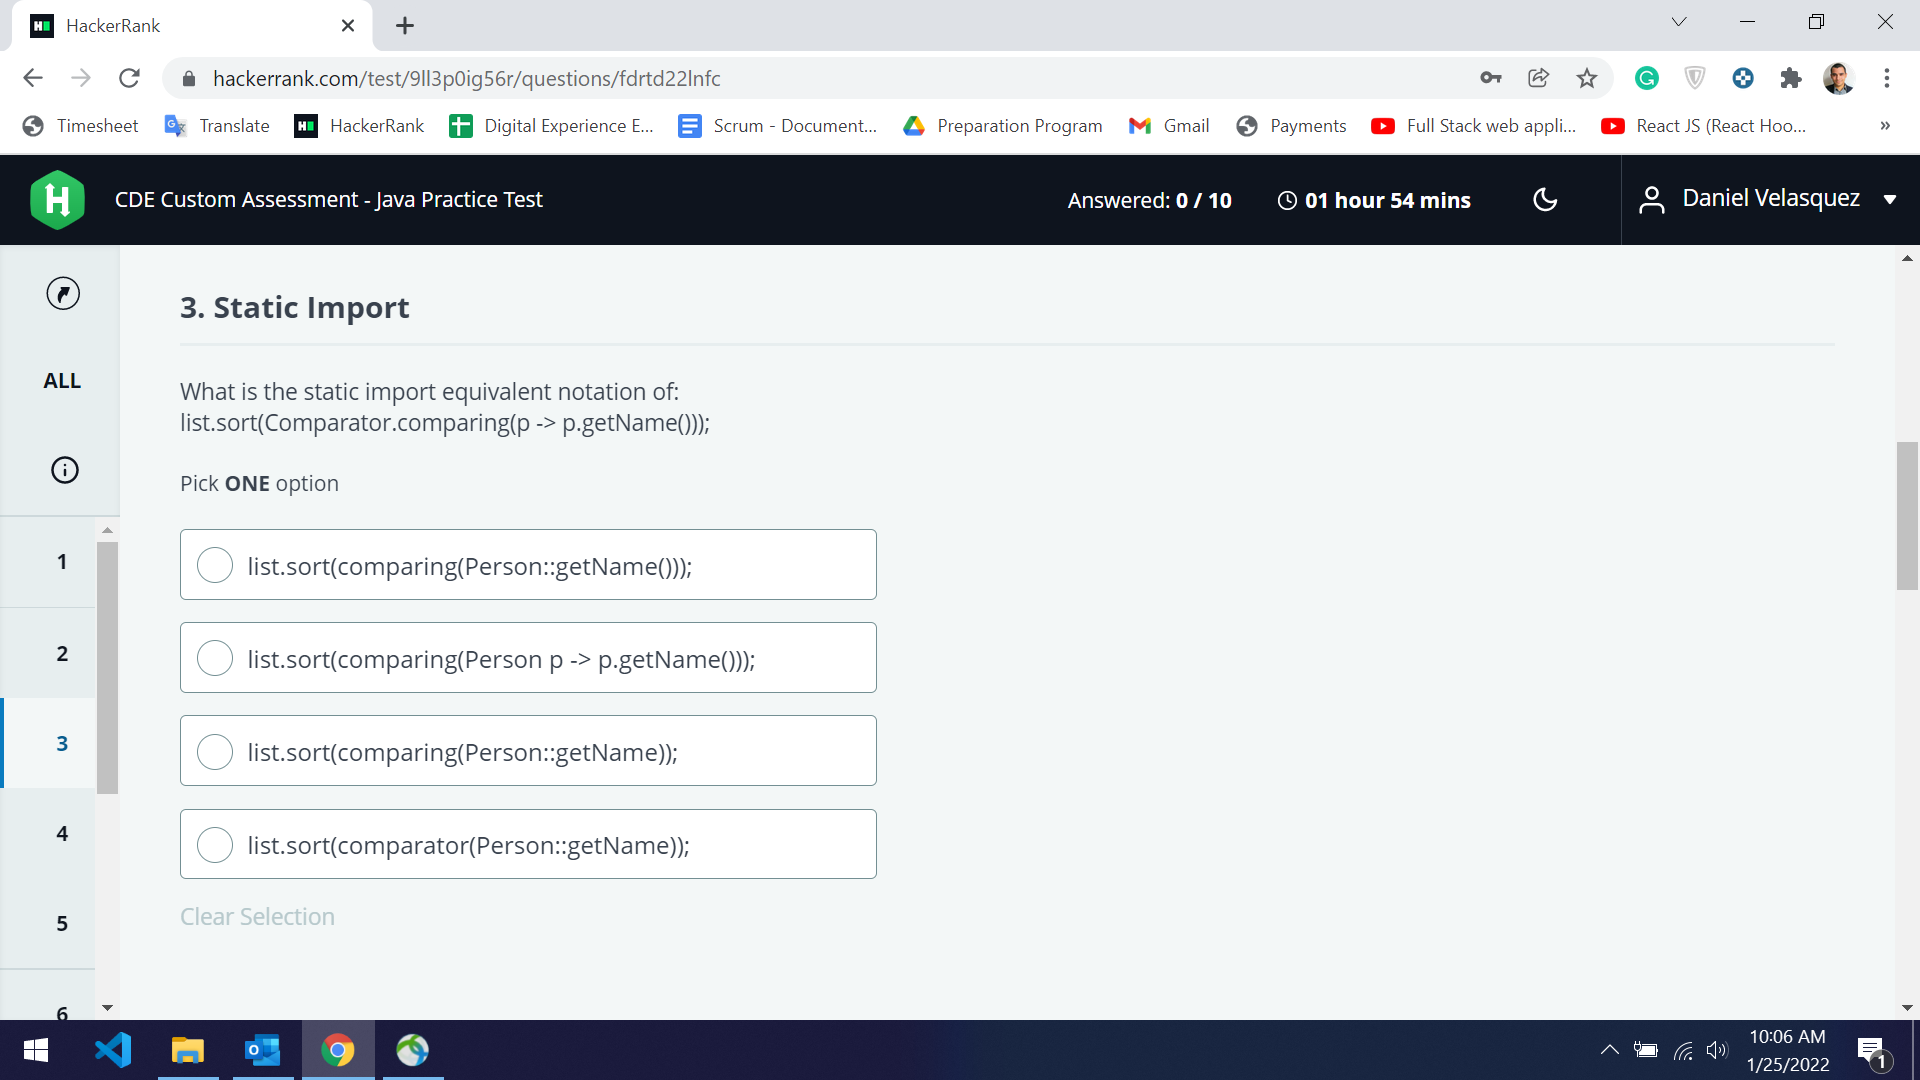 HackerRank
hackerrank.com/test/9ll3p0ig56r/questions/fdrtd22lnfc
Timesheet
Translate
HackerRank
Digital Experience E...
Scrum - Document...
Preparation Program
Gmail
Payments
Full Stack web appli...
React JS (React Hoo...
»
CDE Custom Assessment - Java Practice Test
Answered: 0 / 10
01 hour 54 mins
Daniel Velasquez
ALL
1
2
3
4
5
6
3. Static Import
What is the static import equivalent notation of:
list.sort(Comparator.comparing(p -> p.getName()));
Pick ONE option
list.sort(comparing(Person::getName()));
list.sort(comparing(Person p -> p.getName()));
list.sort(comparing(Person::getName));
list.sort(comparator(Person::getName));
Clear Selection
10:06 AM
1/25/2022
1